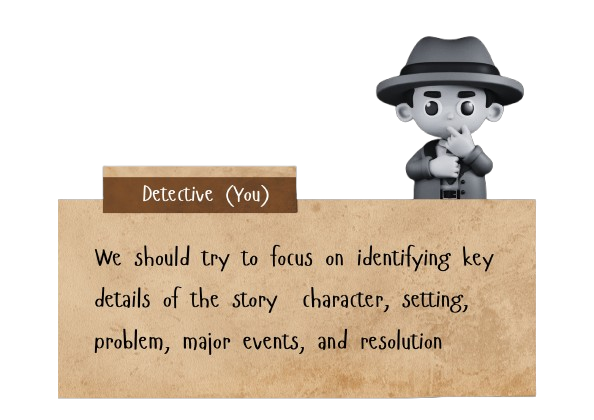 Detective (You)
We should try to focus on identifying key
details of the story character, setting,
problem, major events, and resolution